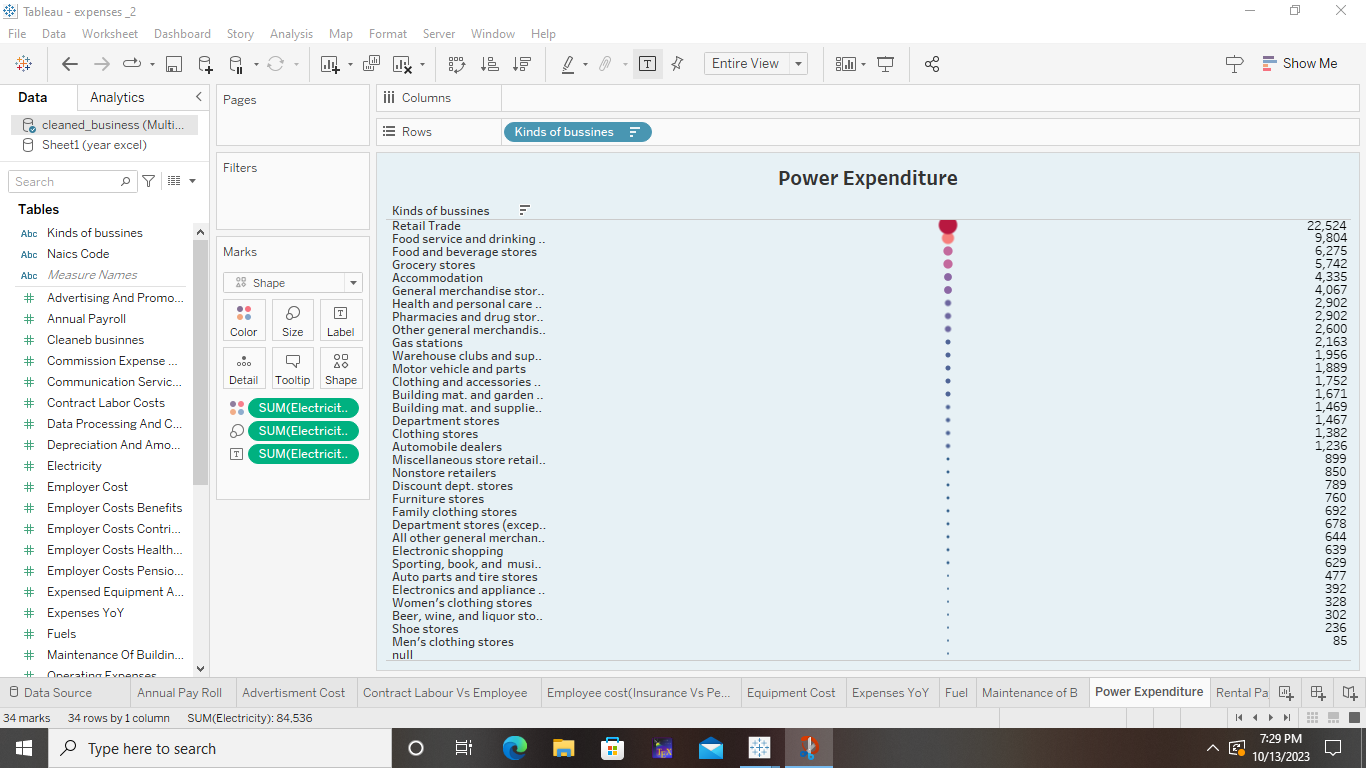 Tableau - expenses _2
File Data Worksheet Dashboard Story Analysis Map Format Server Window Help
Entire View
Show Me
Data Analytics
cleaned_business (Multi...
Sheet1 (year excel)
Search
Tables
Abc Kinds of bussines
Abc Naics Code
Abc Measure Names
Advertising And Promo...
Annual Payroll
Cleaneb businnes
Commission Expense ...
Communication Servic...
Contract Labor Costs
Data Processing And C...
Depreciation And Amo...
Electricity
Employer Cost
Employer Costs Benefits
Employer Costs Contri...
Employer Costs Health...
Employer Costs Pensio...
Expensed Equipment A...
Expenses YoY
Fuels
Maintenance Of Buildin...
Operating Expenses
Pages
Filters
Marks
Shape
Color Size Label
Detail Tooltip Shape
SUM(Electricit..
SUM(Electricit..
SUM(Electricit..
Columns
Rows Kinds of bussines
Power Expenditure
Kinds of bussines
Retail Trade 22,524
Food service and drinking .. 9,804
Food and beverage stores 6,275
Grocery stores 5,742
Accommodation 4,335
General merchandise stor.. 4,067
Health and personal care .. 2,902
Pharmacies and drug stor.. 2,902
Other general merchandis.. 2,600
Gas stations 2,163
Warehouse clubs and sup.. 1,956
Motor vehicle and parts 1,889
Clothing and accessories .. 1,752
Building mat. and garden .. 1,671
Building mat. and supplie.. 1,469
Department stores 1,467
Clothing stores 1,382
Automobile dealers 1,236
Miscellaneous store retail.. 899
Nonstore retailers 850
Discount dept. stores 789
Furniture stores 760
Family clothing stores 692
Department stores (excep.. 678
All other general merchan.. 644
Electronic shopping 639
Sporting, book, and musi.. 629
Auto parts and tire stores 477
Electronics and appliance .. 392
Women's clothing stores 328
Beer, wine, and liquor sto.. 302
Shoe stores 236
Men's clothing stores 85
null
Data Source Annual Pay Roll Advertisment Cost Contract Labour Vs Employee Employee cost(Insurance Vs Pe... Equipment Cost Expenses YoY Fuel Maintenance of B Power Expenditure Rental Pa
34 marks 34 rows by 1 column SUM(Electricity): 84,536
Type here to search
7:29 PM
10/13/2023